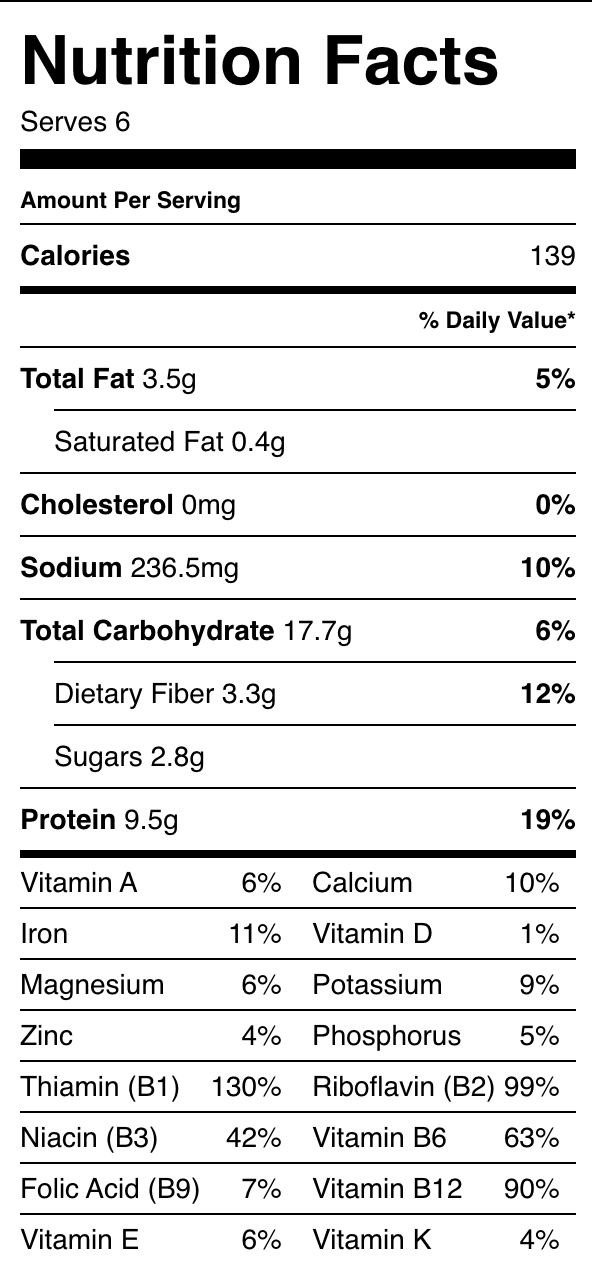 Nutrition Facts
Serves 6
Amount Per Serving
Calories 139
% Daily Value*
Total Fat 3.5g 5%
Saturated Fat 0.4g
Cholesterol 0mg 0%
Sodium 236.5mg 10%
Total Carbohydrate 17.7g 6%
Dietary Fiber 3.3g 12%
Sugars 2.8g
Protein 9.5g 19%
Vitamin A 6% Calcium 10%
Iron 11% Vitamin D 1%
Magnesium 6% Potassium 9%
Zinc 4% Phosphorus 5%
Thiamin (B1) 130% Riboflavin (B2) 99%
Niacin (B3) 42% Vitamin B6 63%
Folic Acid (B9) 7% Vitamin B12 90%
Vitamin E 6% Vitamin K 4%